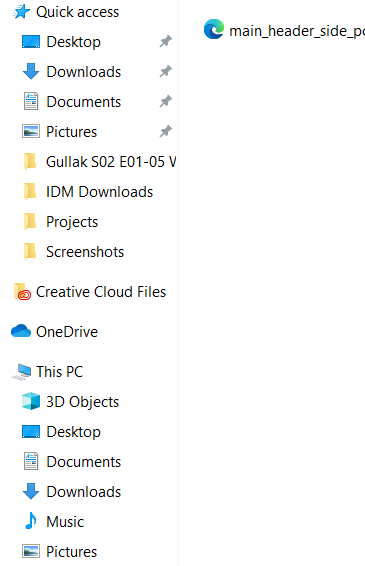 Quick access
Desktop
Downloads
Documents
Pictures
Gullak S02 E01-05 W
IDM Downloads
Projects
Screenshots
Creative Cloud Files
OneDrive
This PC
3D Objects
Desktop
Documents
Downloads
Music
Pictures
main_header_side_po